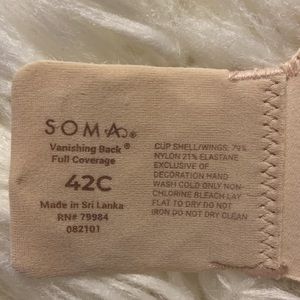 SOMA®
Vanishing Back®
Full Coverage
42C
Made in Sri Lanka
RN# 79984
082101
CUP SHELL/WINGS: 79%
NYLON 21% ELASTANE
EXCLUSIVE OF
DECORATION HAND
WASH COLD ONLY NON-
CHLORINE BLEACH LAY
FLAT TO DRY DO NOT
IRON DO NOT DRY CLEAN